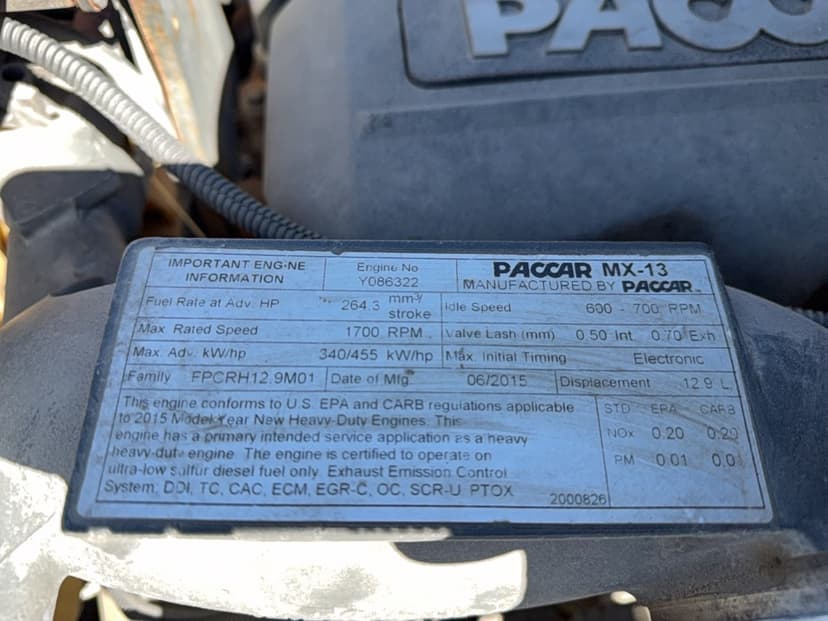 PACC
IMPORTANT ENGINE
INFORMATION
Engine No
Y086322
PACCAR MX-13
MANUFACTURED BY PACCAR
Fuel Rate at Adv. HP 264.3 mm³/
stroke
Idle Speed 600 - 700 RPM
Max. Rated Speed 1700 RPM
Valve Lash (mm) 0.50 Int. 0.70 Exh
Max. Adv. kW/hp 340/455 kW/hp
Max. Initial Timing Electronic
Family FPCRH12.9M01
Date of Mfg 06/2015
Displacement 12.9 L
This engine conforms to U.S. EPA and CARB regulations applicable
to 2015 Model Year New Heavy-Duty Engines. This
engine has a primary intended service application as a heavy
heavy-duty engine. The engine is certified to operate on
ultra-low sulfur diesel fuel only. Exhaust Emission Control
System; DDI, TC, CAC, ECM, EGR-C, OC, SCR-U PTOX
2000826
STD EPA CARB
NOx 0.20 0.20
PM 0.01 0.0